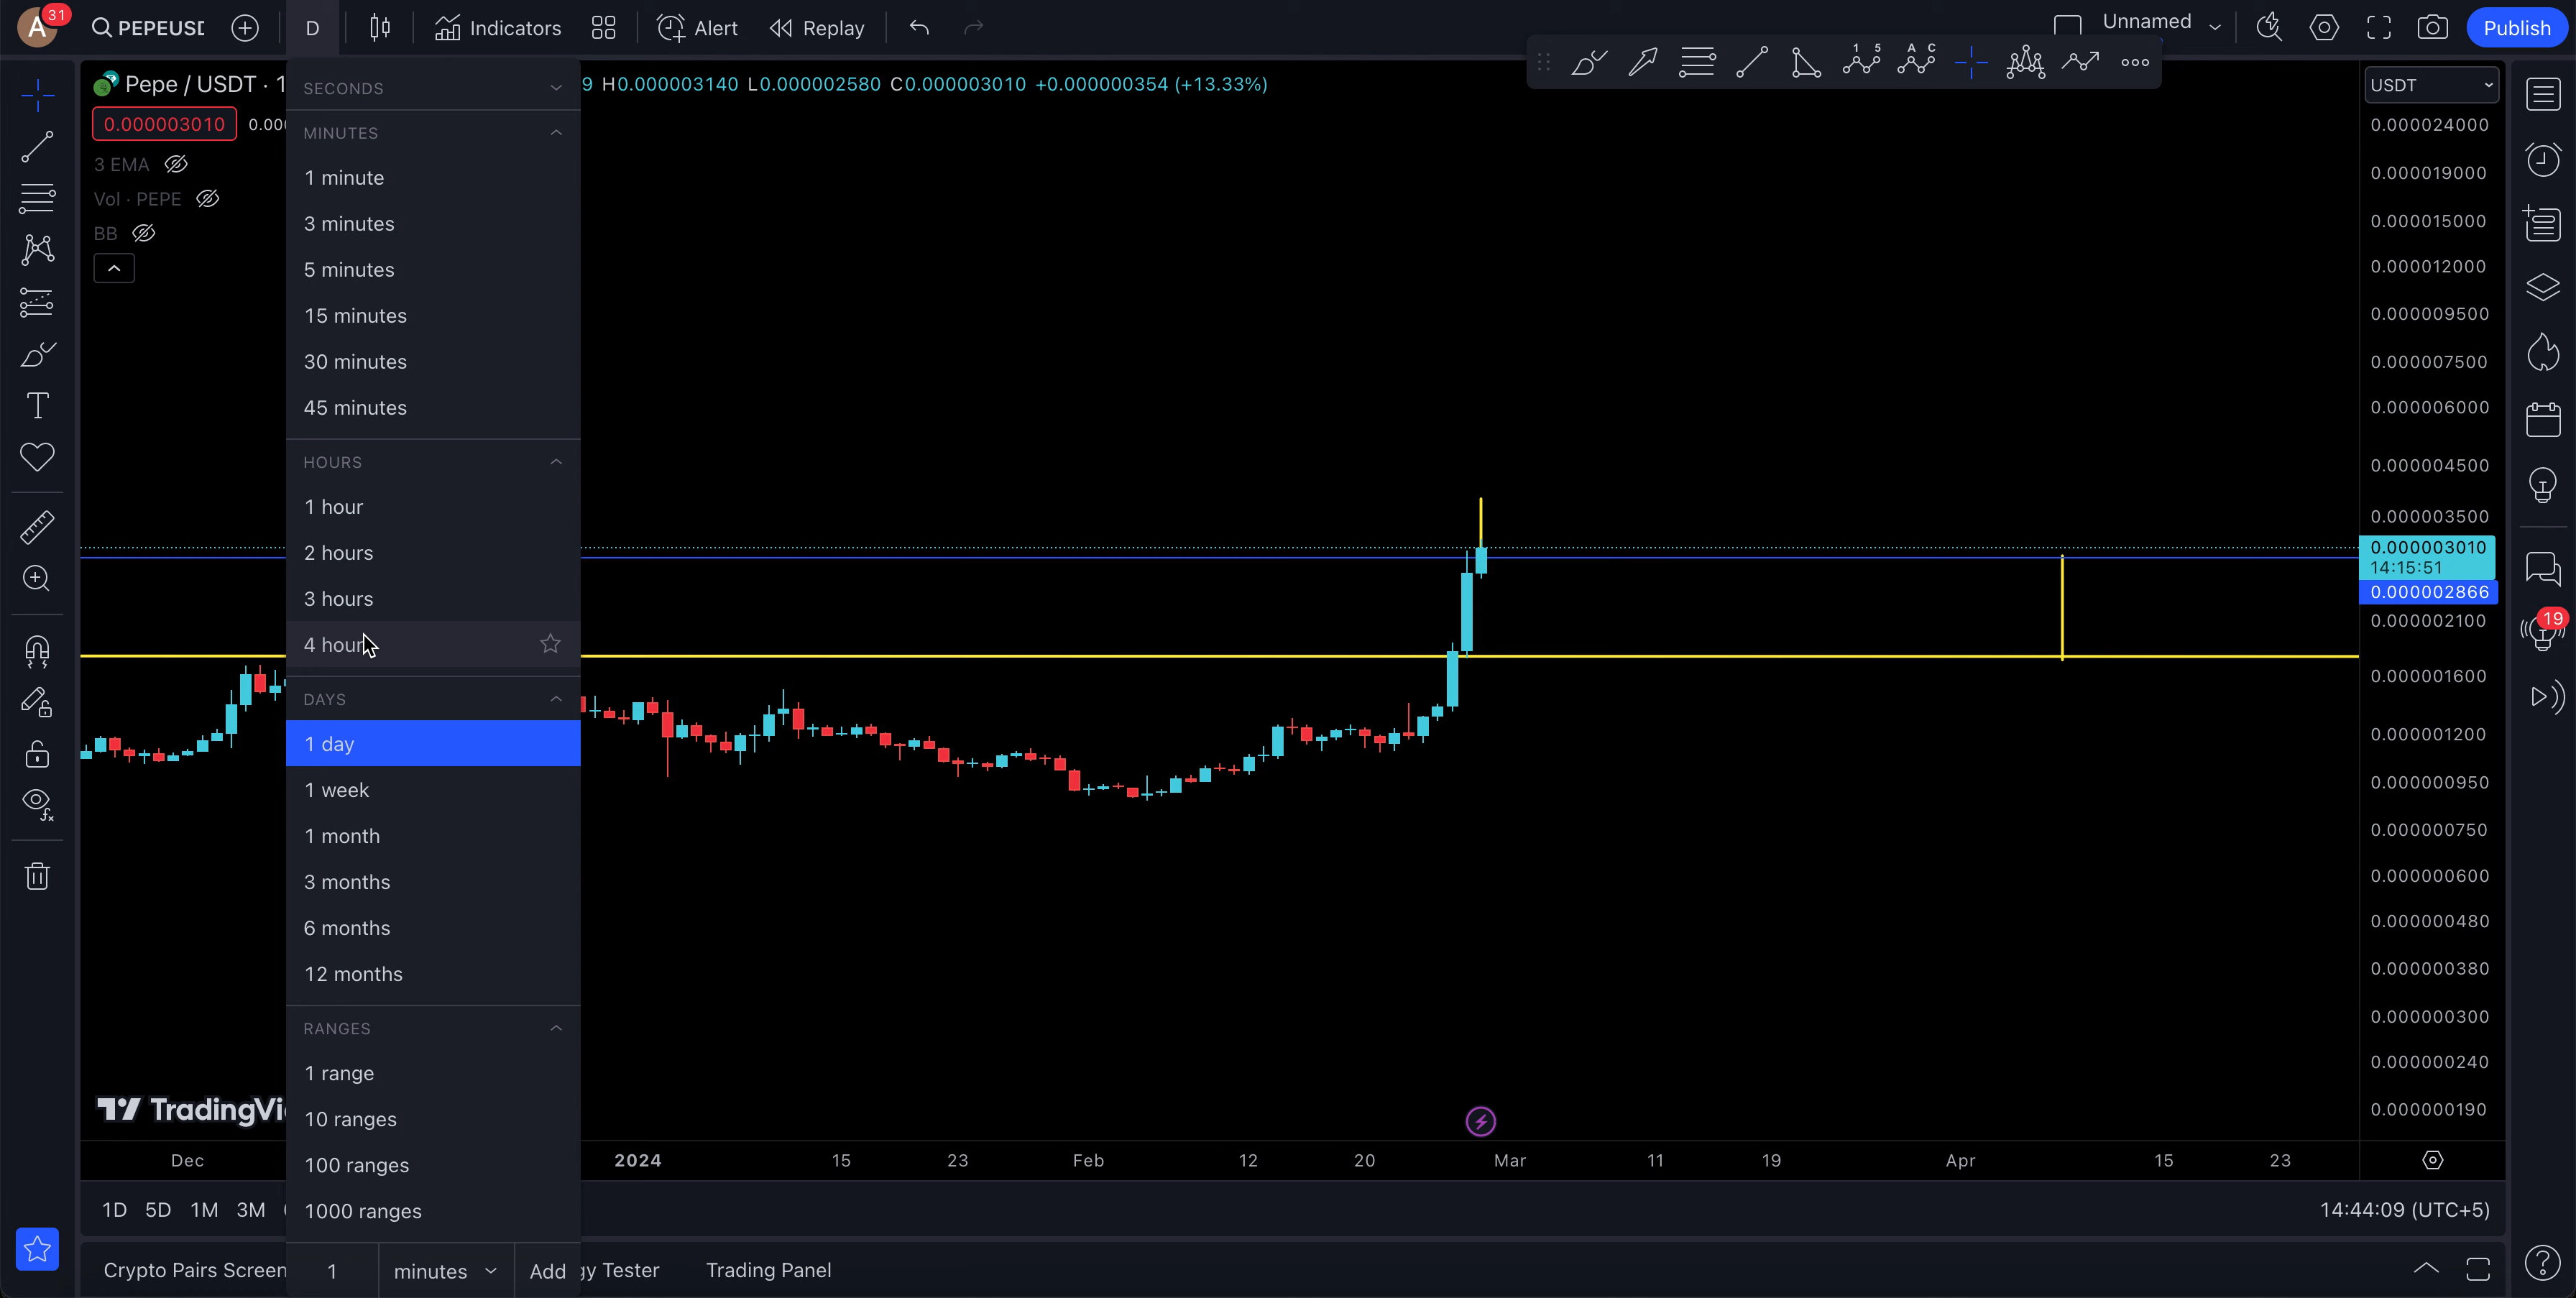 A
31
PEPEUSD
D
Indicators
Alert
Replay
Unnamed
Publish
1 5
A C
Pepe / USDT · 1
9 H0.000003140 L0.000002580 C0.000003010 +0.000000354 (+13.33%)
0.000003010
0.000
3 EMA
Vol · PEPE
BB
SECONDS
MINUTES
1 minute
3 minutes
5 minutes
15 minutes
30 minutes
45 minutes
HOURS
1 hour
2 hours
3 hours
4 hour
DAYS
1 day
1 week
1 month
3 months
6 months
12 months
RANGES
1 range
10 ranges
100 ranges
1000 ranges
1
minutes
Add
USDT
0.000024000
0.000019000
0.000015000
0.000012000
0.000009500
0.000007500
0.000006000
0.000004500
0.000003500
0.000003010
14:15:51
0.000002866
0.000002100
0.000001600
0.000001200
0.000000950
0.000000750
0.000000600
0.000000480
0.000000380
0.000000300
0.000000240
0.000000190
19
TradingVi
Dec
2024
15
23
Feb
12
20
Mar
11
19
Apr
15
23
1D
5D
1M
3M
14:44:09 (UTC+5)
Crypto Pairs Screen
gy Tester
Trading Panel